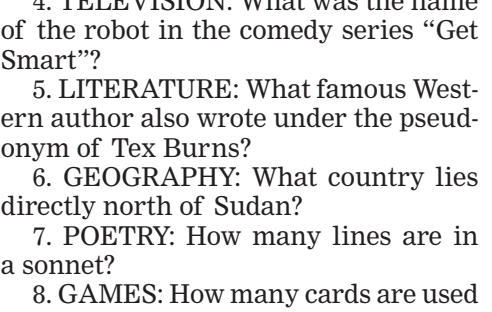 4. TELEVISION: What was the name
of the robot in the comedy series “Get
Smart”?
5. LITERATURE: What famous West-
ern author also wrote under the pseud-
onym of Tex Burns?
6. GEOGRAPHY: What country lies
directly north of Sudan?
7. POETRY: How many lines are in
a sonnet?
8. GAMES: How many cards are used